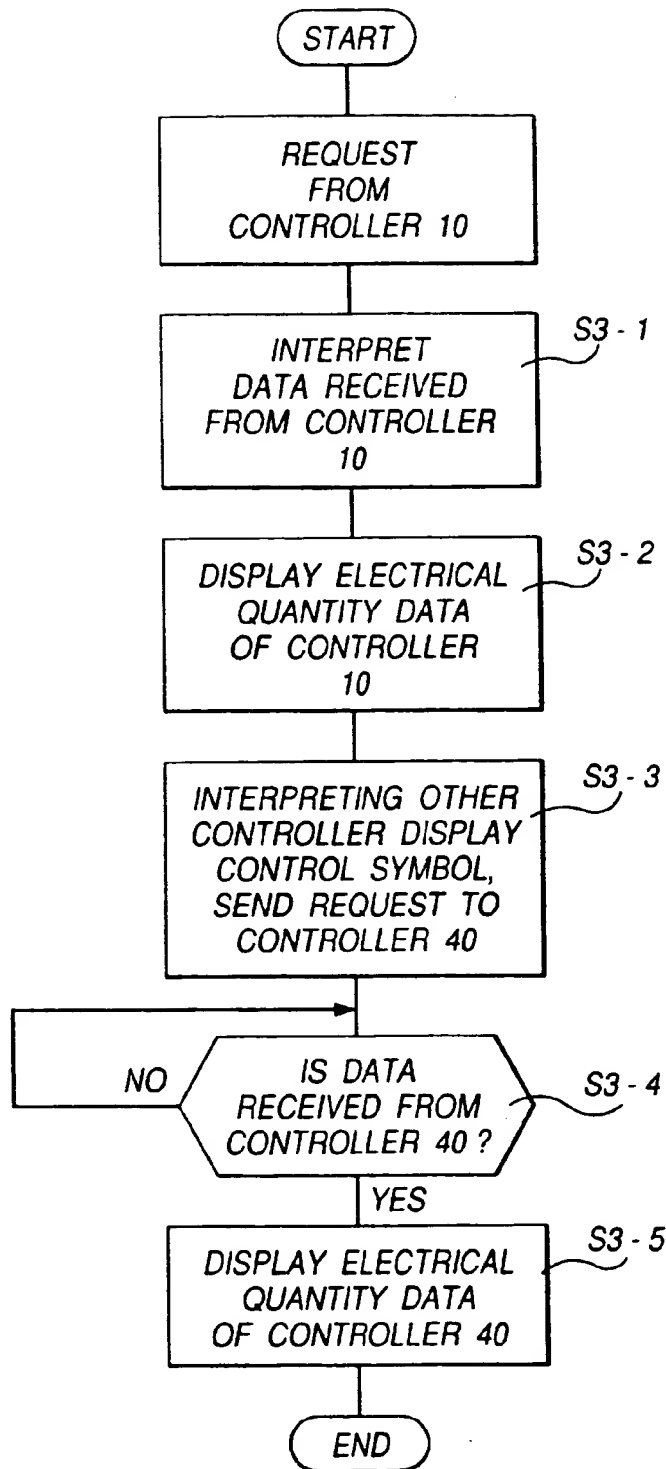 START
REQUEST
FROM
CONTROLLER 10
S3-1
INTERPRET
DATA RECEIVED
FROM CONTROLLER
10
S3-2
DISPLAY ELECTRICAL
QUANTITY DATA
OF CONTROLLER
10
S3-3
INTERPRETING OTHER
CONTROLLER DISPLAY
CONTROL SYMBOL,
SEND REQUEST TO
CONTROLLER 40
NO
IS DATA
RECEIVED FROM
CONTROLLER 40 ?
S3-4
YES
S3-5
DISPLAY ELECTRICAL
QUANTITY DATA
OF CONTROLLER 40
END